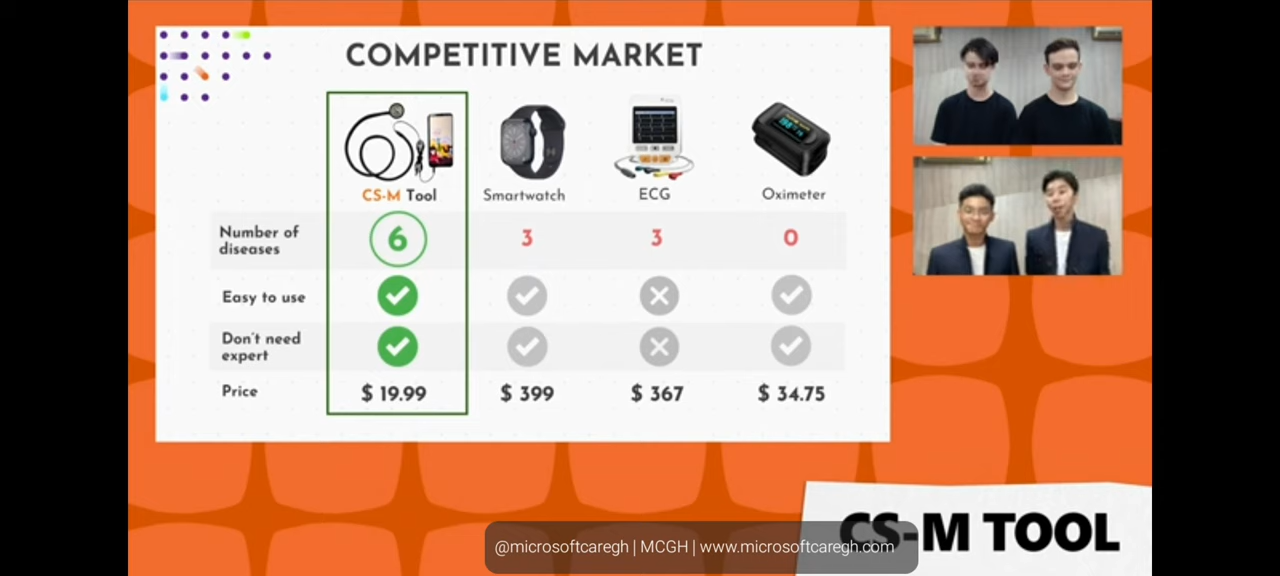 COMPETITIVE MARKET
CS-M Tool Smartwatch ECG Oximeter
Number of
diseases
6 3 3 0
Easy to use
Don't need
expert
Price $ 19.99 $ 399 $ 367 $ 34.75
CS-M TOOL
@microsoftcaregh | MCGH | www.microsoftcaregh.com